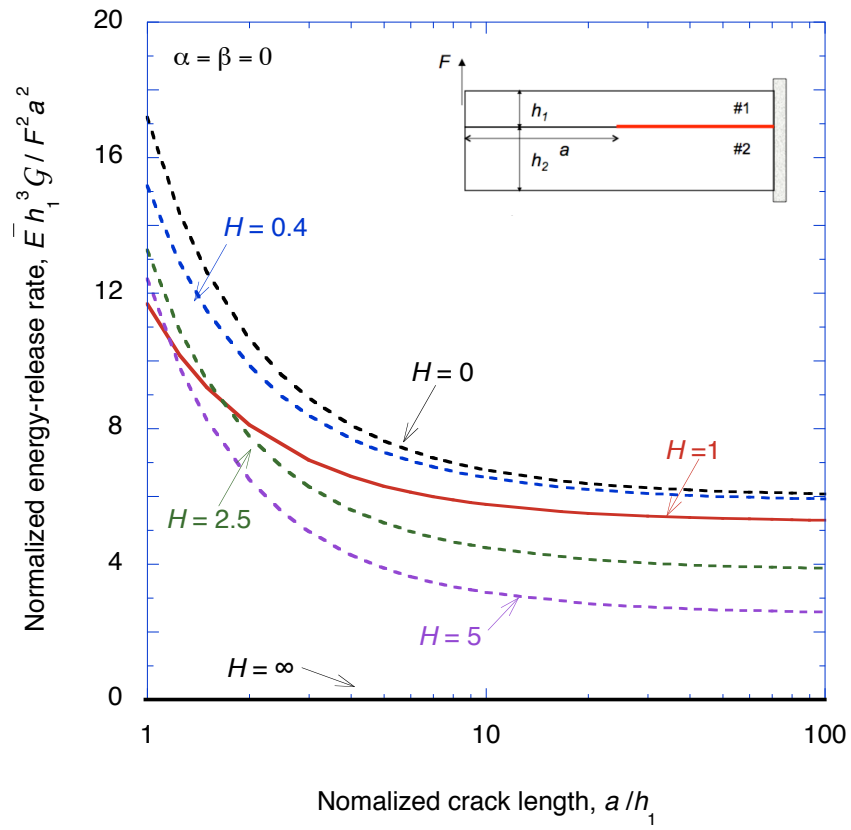 Normalized energy-release rate, E̅ h₁³ 𝒢 / F² a²
20
16
12
8
4
0
α = β = 0
F
h₁
#1
a
h₂
#2
H = 0.4
H = 0
H =1
H = 2.5
H = 5
H = ∞
1
10
100
Nomalized crack length, a /h₁